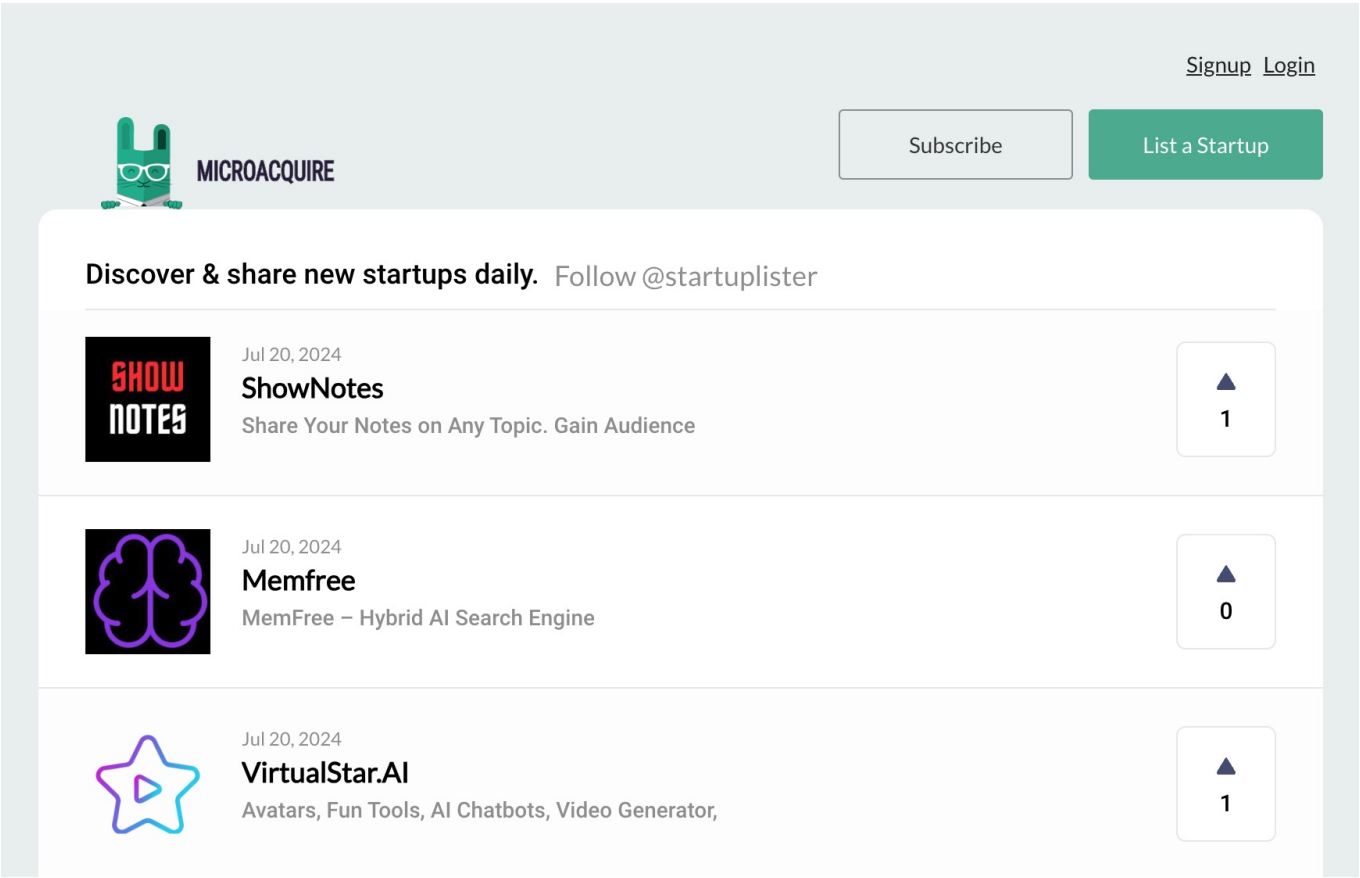 Signup Login
Subscribe
List a Startup
MICROACQUIRE
Discover & share new startups daily. Follow @startuplister
SHOW
NOTES
Jul 20, 2024
ShowNotes
Share Your Notes on Any Topic. Gain Audience
1
Jul 20, 2024
Memfree
MemFree – Hybrid AI Search Engine
0
Jul 20, 2024
VirtualStar.AI
Avatars, Fun Tools, AI Chatbots, Video Generator,
1